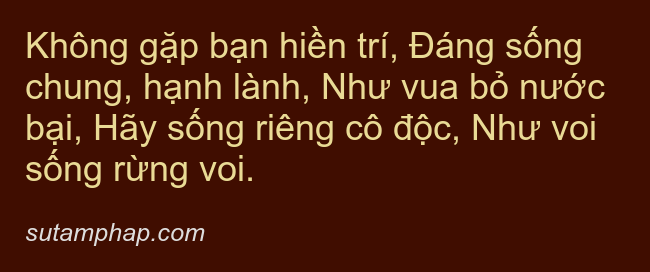 Không gặp bạn hiền trí, Đáng sống
chung, hạnh lành, Như vua bỏ nước
bại, Hãy sống riêng cô độc, Như voi
sống rừng voi.
sutamphap.com